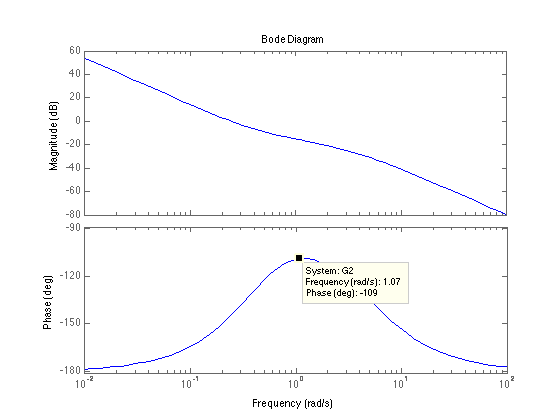 Bode Diagram
60
40
20
0
-20
-40
-60
-80
Magnitude (dB)
-90
-120
-150
-180
Phase (deg)
System: G2
Frequency (rad/s): 1.07
Phase (deg): -109
10^-2
10^-1
10^0
10^1
10^2
Frequency (rad/s)